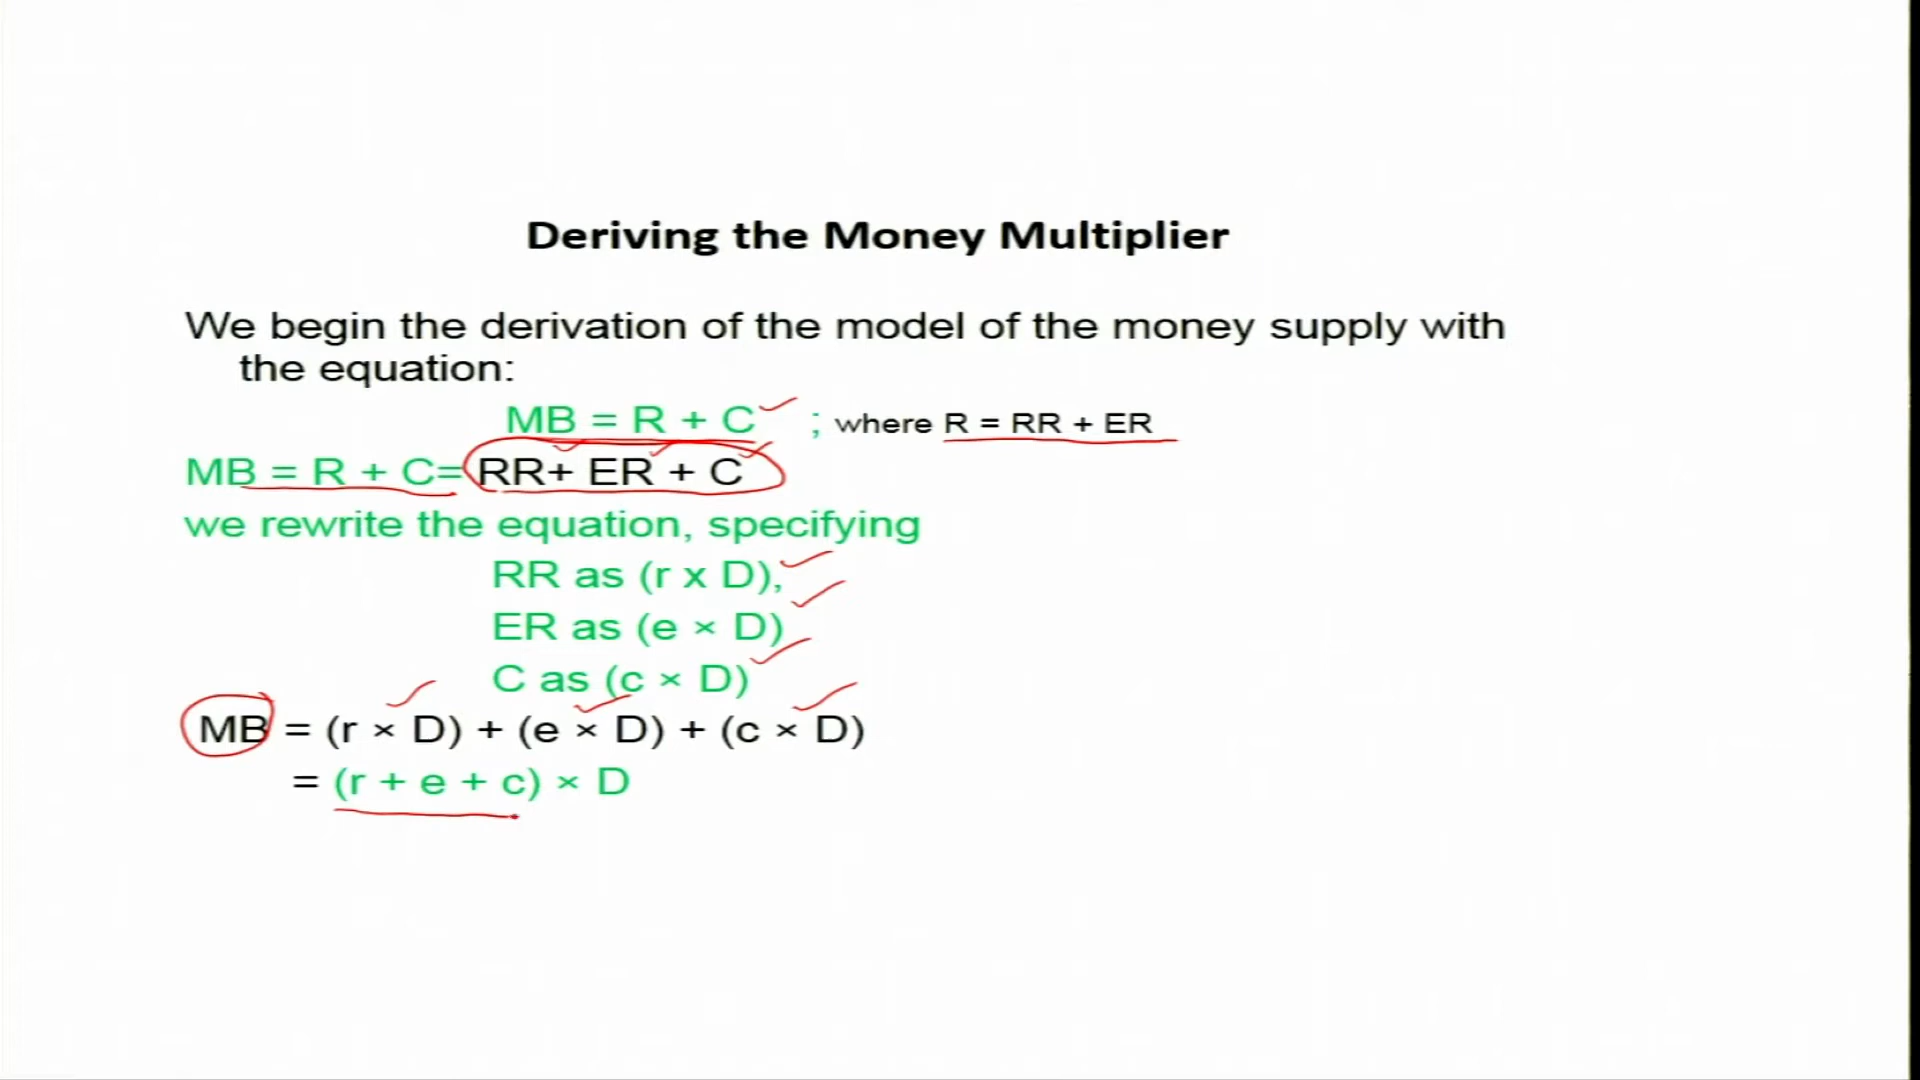 Deriving the Money Multiplier
We begin the derivation of the model of the money supply with
the equation:
MB = R + C ; where R = RR + ER
MB = R + C= RR+ ER + C
we rewrite the equation, specifying
RR as (r x D),
ER as (e × D)
C as (c × D)
MB = (r × D) + (e × D) + (c × D)
= (r + e + c) × D